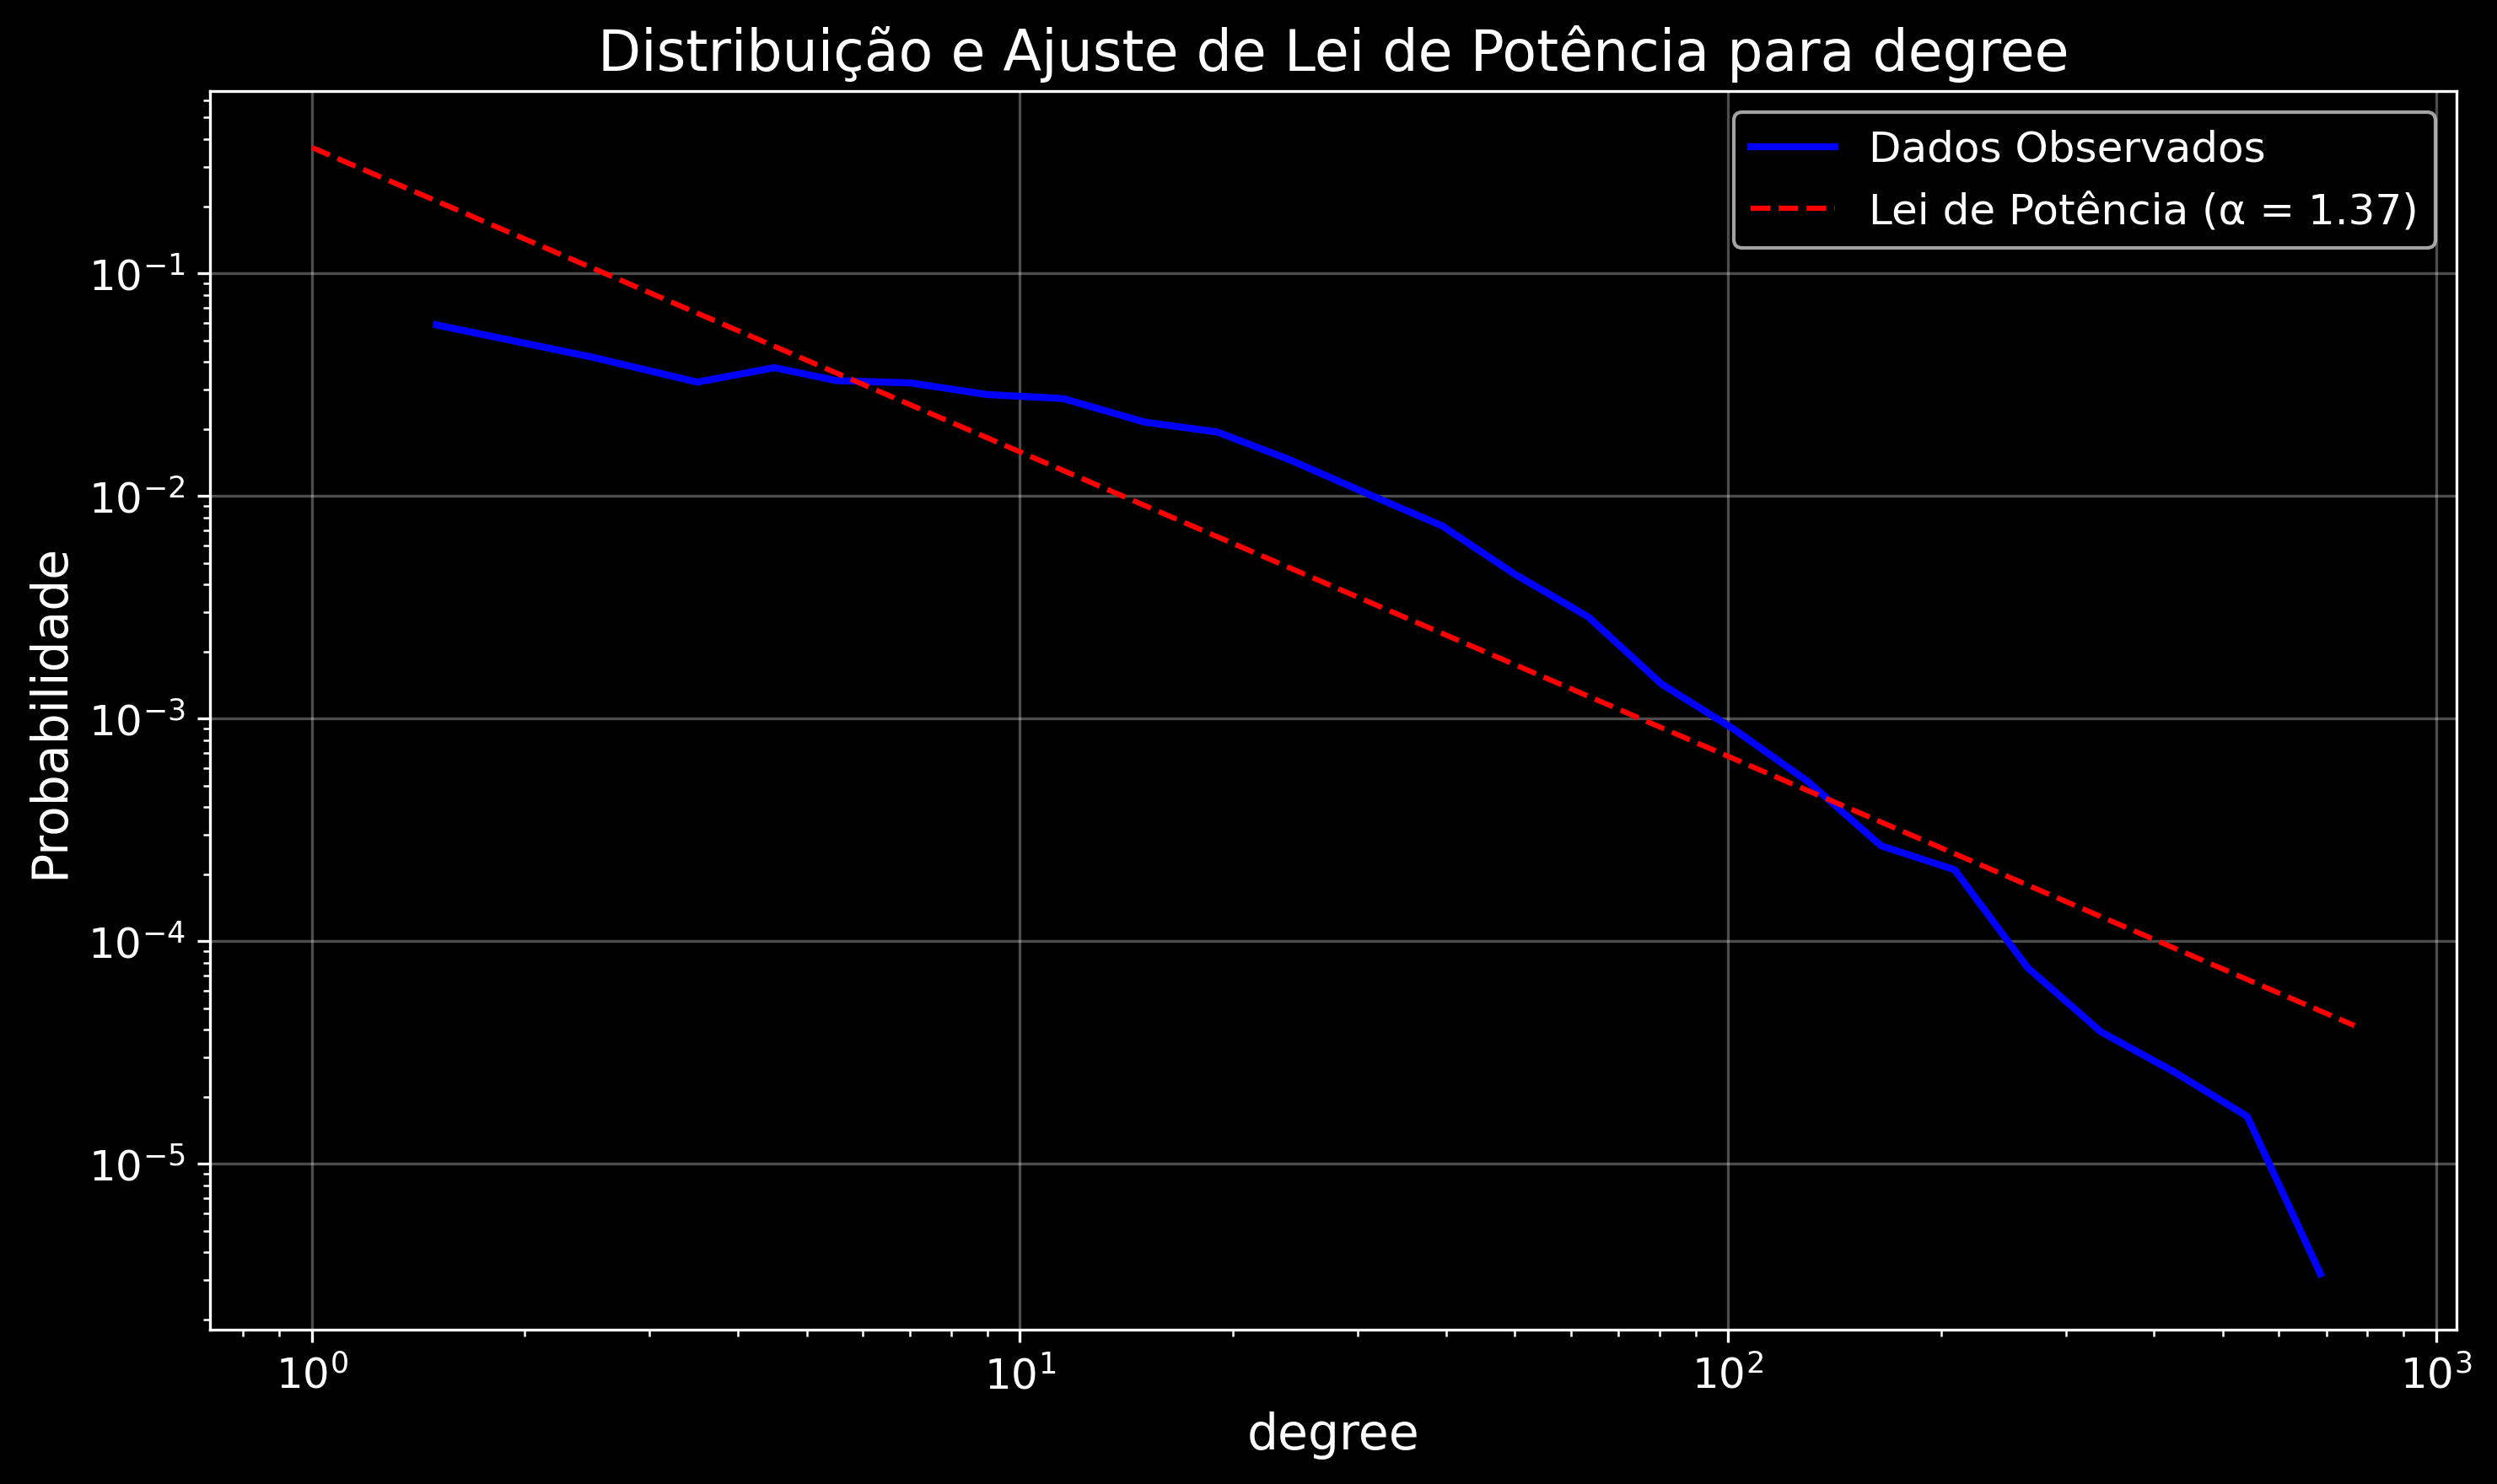 Distribuição e Ajuste de Lei de Potência para degree
Dados Observados
Lei de Potência (α = 1.37)
Probabilidade
10⁻¹
10⁻²
10⁻³
10⁻⁴
10⁻⁵
10⁰ 10¹ 10² 10³
degree